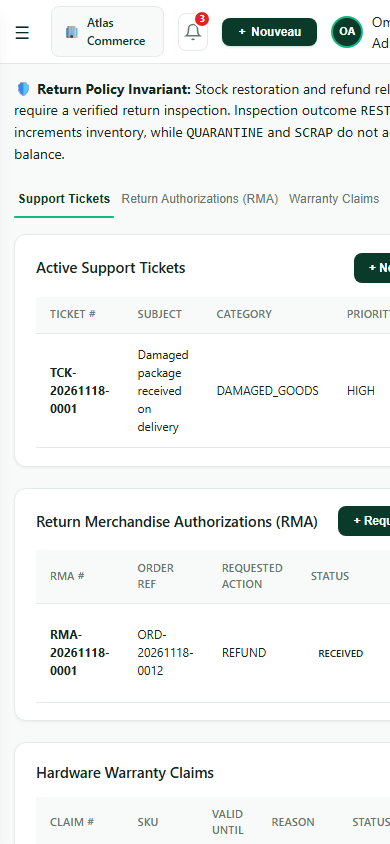 ☰ Atlas Commerce 3 + Nouveau OA
Return Policy Invariant: Stock restoration and refund
require a verified return inspection. Inspection outcome
increments inventory, while QUARANTINE and SCRAP do not
balance.
Support Tickets Return Authorizations (RMA) Warranty Claims
Active Support Tickets +
TICKET # SUBJECT CATEGORY PRIORITY
TCK-20261118-0001 Damaged package received on delivery DAMAGED_GOODS HIGH
Return Merchandise Authorizations (RMA) +
RMA # ORDER REF REQUESTED ACTION STATUS
RMA-20261118-0001 ORD-20261118-0012 REFUND RECEIVED
Hardware Warranty Claims
CLAIM # SKU VALID UNTIL REASON STATUS